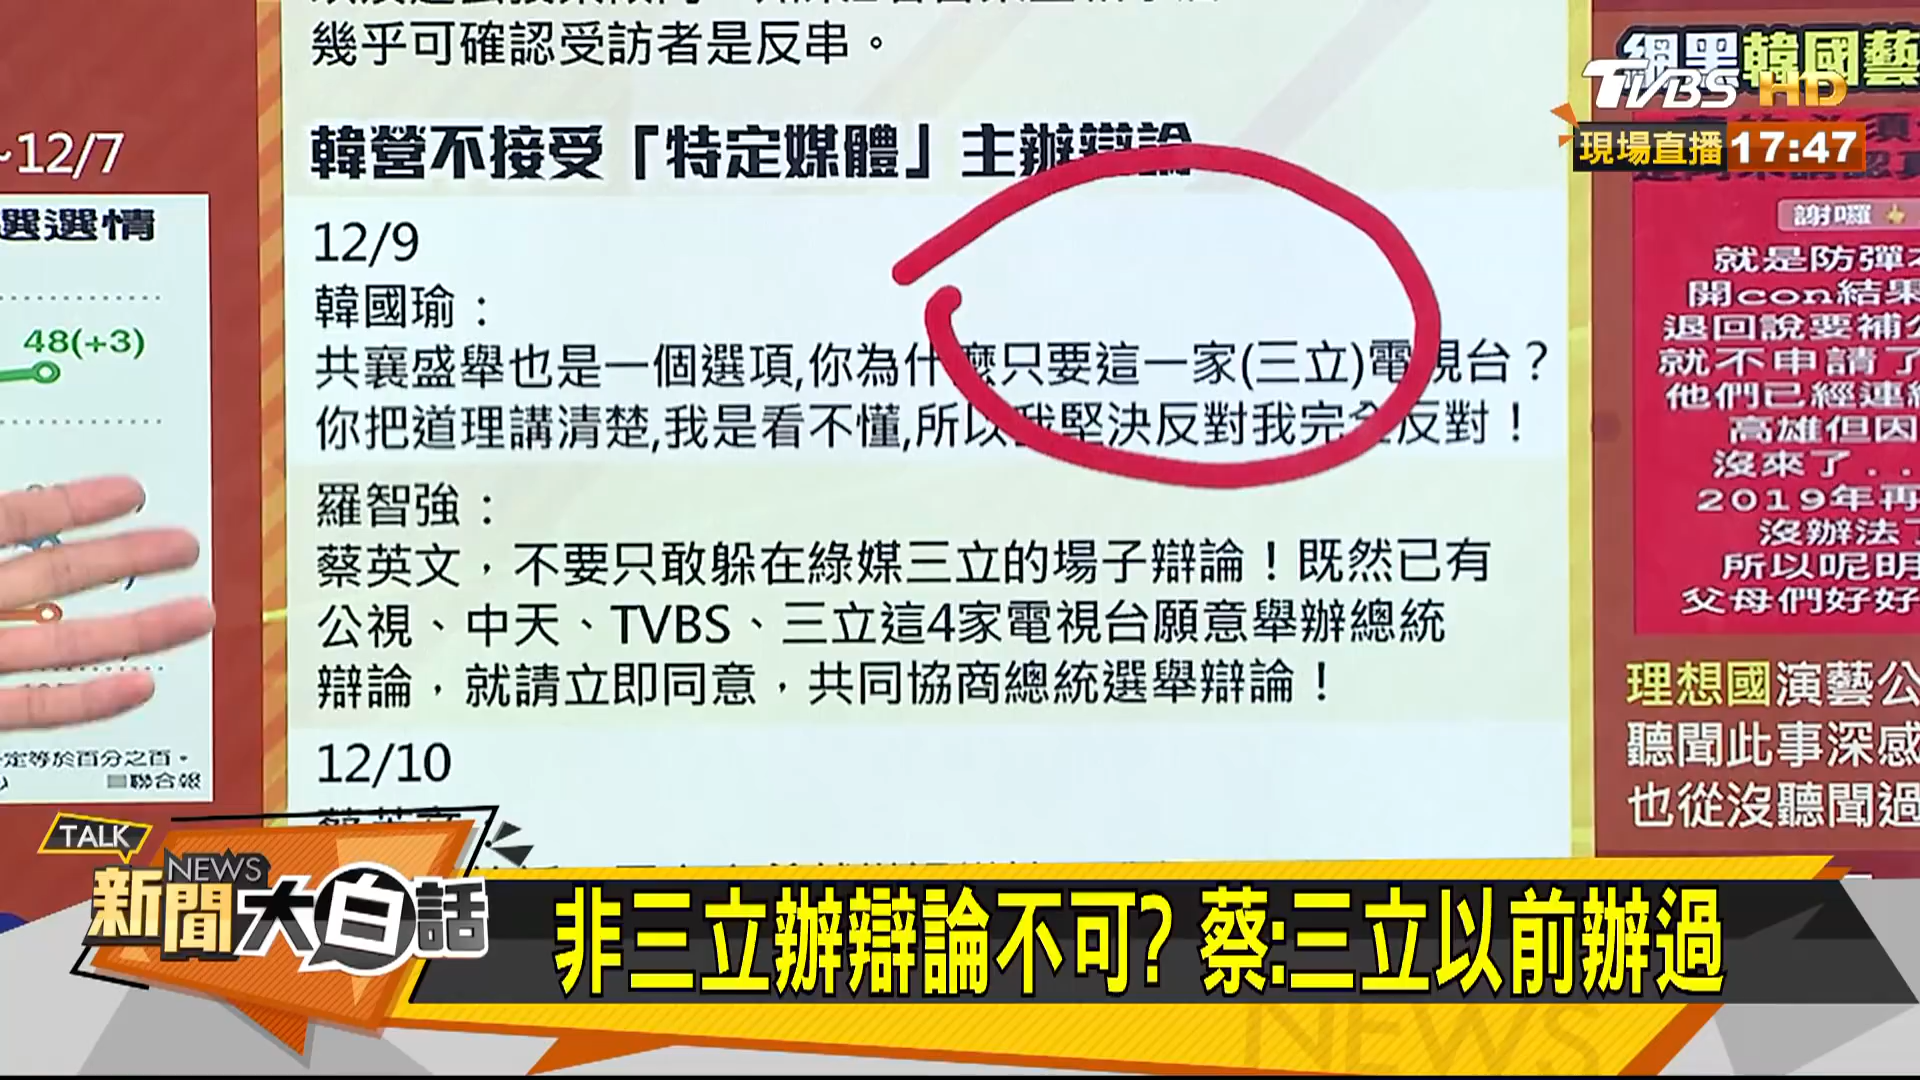 幾乎可確認受訪者是反串。
韓營不接受「特定媒體」主辦辯論
12/9
韓國瑜：
共襄盛舉也是一個選項,你為什麼只要這一家(三立)電視台？
你把道理講清楚,我是看不懂,所以我堅決反對我完全反對！
羅智強：
蔡英文，不要只敢躲在綠媒三立的場子辯論！既然已有
公視、中天、TVBS、三立這4家電視台願意舉辦總統
辯論，就請立即同意，共同協商總統選舉辯論！
12/10
~12/7
選選情
48(+3)
定等於百分之百。
聯合報
網黑韓國藝
TVBS HD
現場直播 17:47
謝囉
就是防彈
開con結果
退回說要補
就不申請了
他們已經連
高雄但因
沒來了..
2019年再
沒辦法
所以呢明
父母們好好
理想國演藝公
聽聞此事深感
也從沒聽聞過
TALK
NEWS
新聞大白話
非三立辦辯論不可? 蔡:三立以前辦過
NEWS